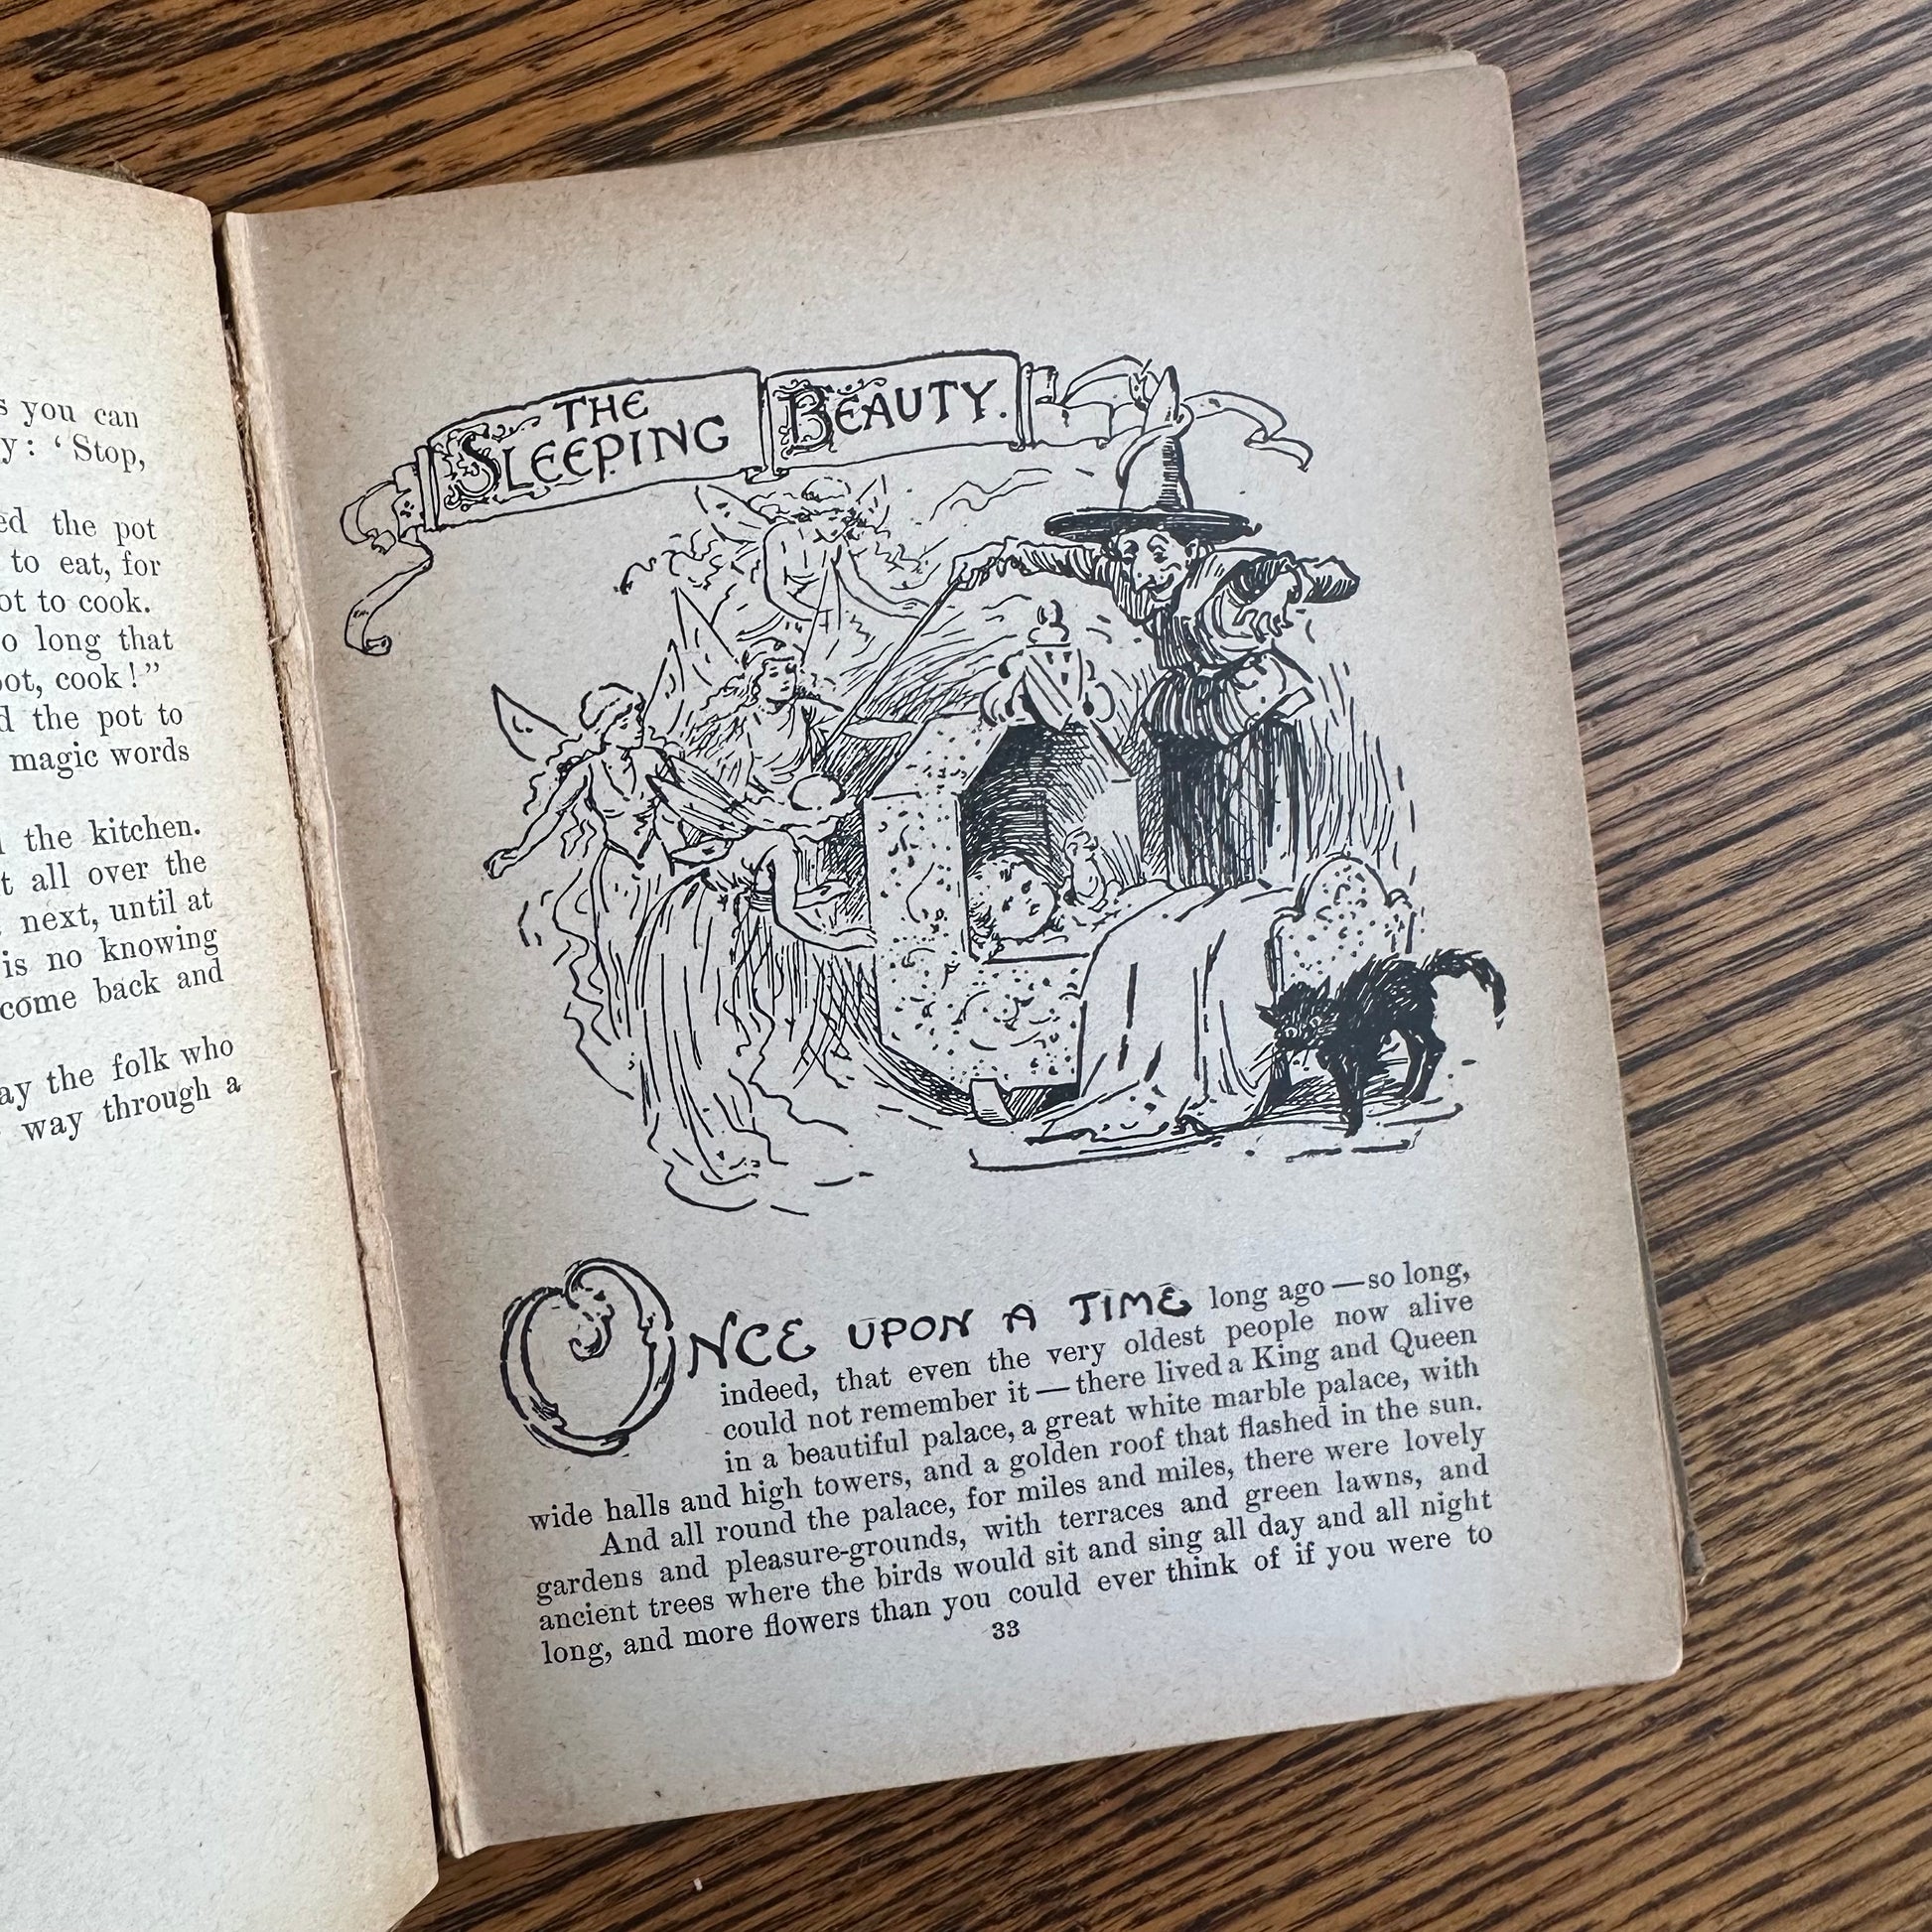 s you can
y: ‘Stop,
ed the pot
to eat, for
ot to cook.
o long that
pot, cook!”
d the pot to
magic words
the kitchen.
t all over the
next, until at
is no knowing
come back and
ay the folk who
way through a
THE
SLEEPING BEAUTY.
ONCE UPON A TIME long ago—so long,
indeed, that even the very oldest people now alive
could not remember it—there lived a King and Queen
in a beautiful palace, a great white marble palace, with
wide halls and high towers, and a golden roof that flashed in the sun.
And all round the palace, for miles and miles, there were lovely
gardens and pleasure-grounds, with terraces and green lawns, and
ancient trees where the birds would sit and sing all day and all night
long, and more flowers than you could ever think of if you were to
33